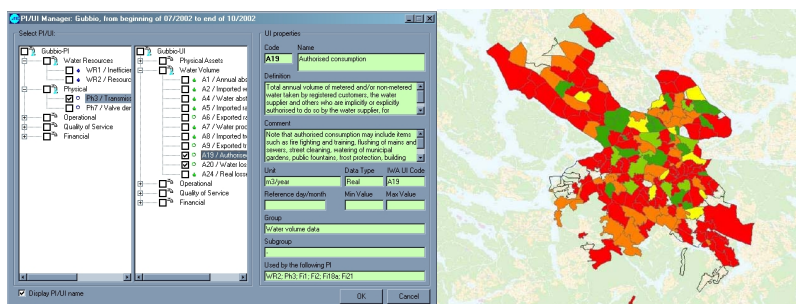 PI/UI Manager: Gubbio, from beginning of 07/2002 to end of 10/2002
Select PI/UI:
Gubbio-PI
Water Resources
WR1 / Inefficien
WR2 / Resourc
Physical
Ph3 / Transmiss
Ph7 / Valve der
Operational
Quality of Service
Financial
Gubbio-UI
Physical Assets
Water Volume
A1 / Annual abs
A2 / Imported w
A4 / Water abst
A5 / Imported ra
A6 / Exported ra
A7 / Water proc
A8 / Imported tr
A9 / Exported tr
A19 / Authorised
A20 / Water los
A24 / Real losse
Operational
Quality of Service
Financial
Display PI/UI name
UI properties
Code Name
A19 Authorised consumption
Definition
Total annual volume of metered and/or non-metered
water taken by registered customers, the water
supplier and others who are implicitly or explicitly
authorised to do so by the water supplier, for
Comment
Note that authorised consumption may include items
such as fire fighting and training, flushing of mains and
sewers, street cleaning, watering of municipal
gardens, public fountains, frost protection, building
Unit Data Type IWA UI Code
m3/year Real A19
Reference day/month Min Value Max Value
Group
Water volume data
Subgroup
-
Used by the following PI
WR2; Ph3; Fi1; Fi2; Fi18a; Fi21
OK Cancel